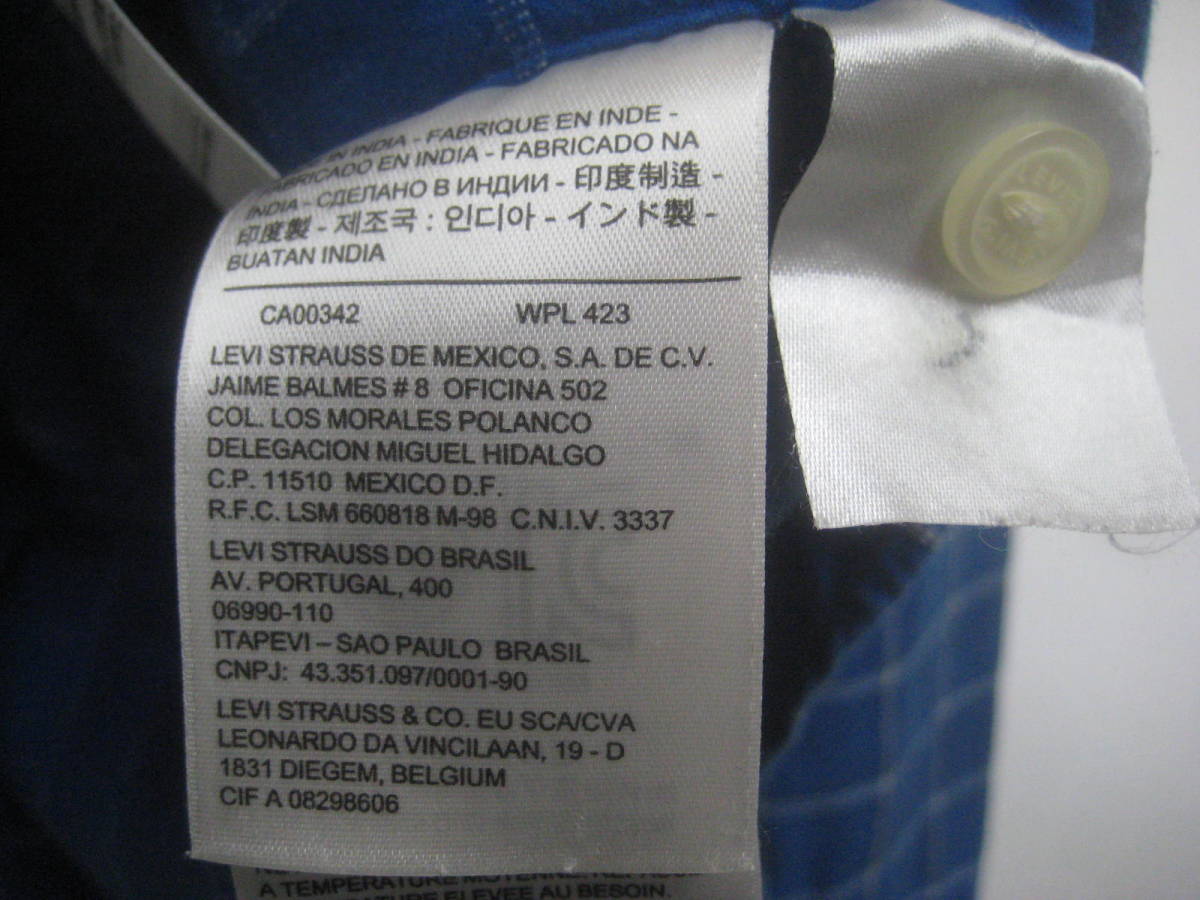 IN INDIA - FABRIQUE EN INDE -
FABRICADO EN INDIA - FABRICADO NA
INDIA - СДЕЛАНО В ИНДИИ - 印度制造 -
印度製 - 제조국 : 인디아 - インド製 -
BUATAN INDIA
CA00342 WPL 423
LEVI STRAUSS DE MEXICO, S.A. DE C.V.
JAIME BALMES # 8 OFICINA 502
COL. LOS MORALES POLANCO
DELEGACION MIGUEL HIDALGO
C.P. 11510 MEXICO D.F.
R.F.C. LSM 660818 M-98 C.N.I.V. 3337
LEVI STRAUSS DO BRASIL
AV. PORTUGAL, 400
06990-110
ITAPEVI – SAO PAULO BRASIL
CNPJ: 43.351.097/0001-90
LEVI STRAUSS & CO. EU SCA/CVA
LEONARDO DA VINCILAAN, 19 - D
1831 DIEGEM, BELGIUM
CIF A 08298606
A TEMPERATURE MOYENNE
ELEVEE AU BESOIN.
LEVI'S